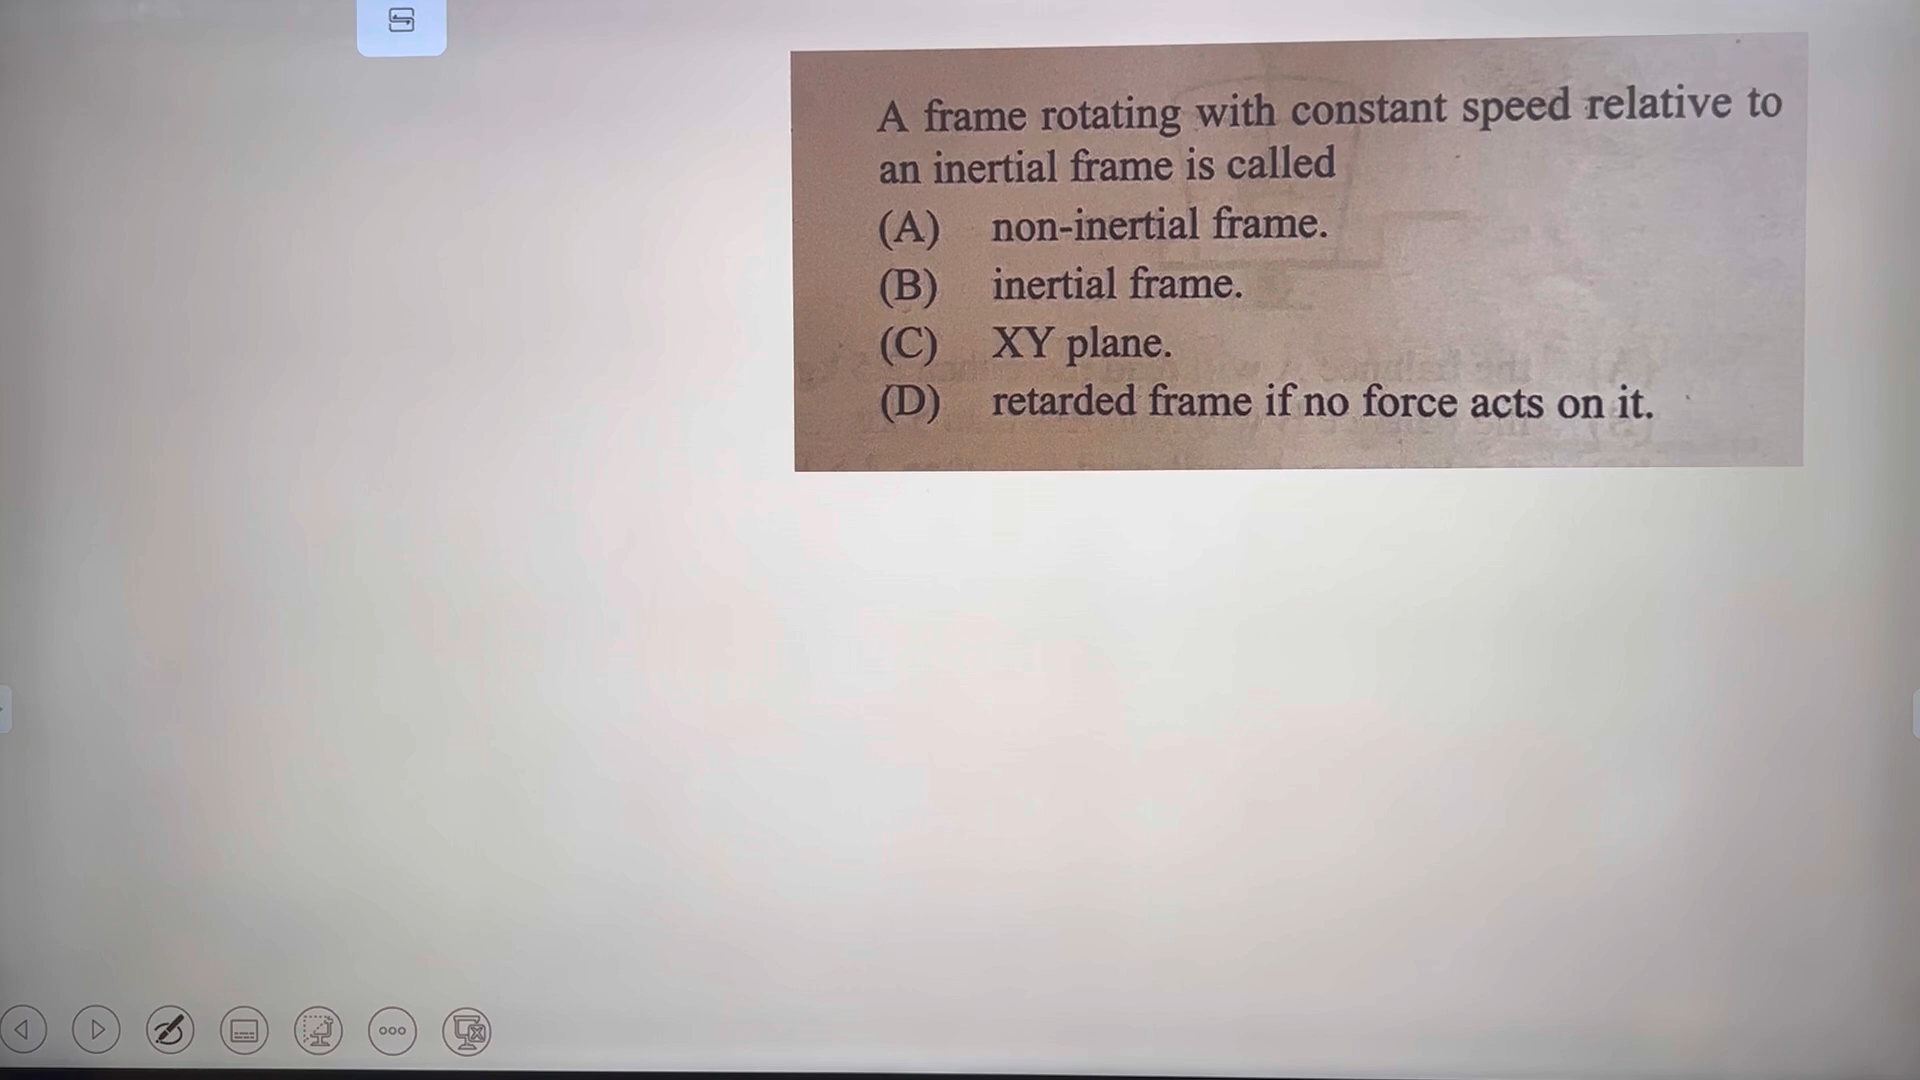 A frame rotating with constant speed relative to
an inertial frame is called
(A) non-inertial frame.
(B) inertial frame.
(C) XY plane.
(D) retarded frame if no force acts on it.